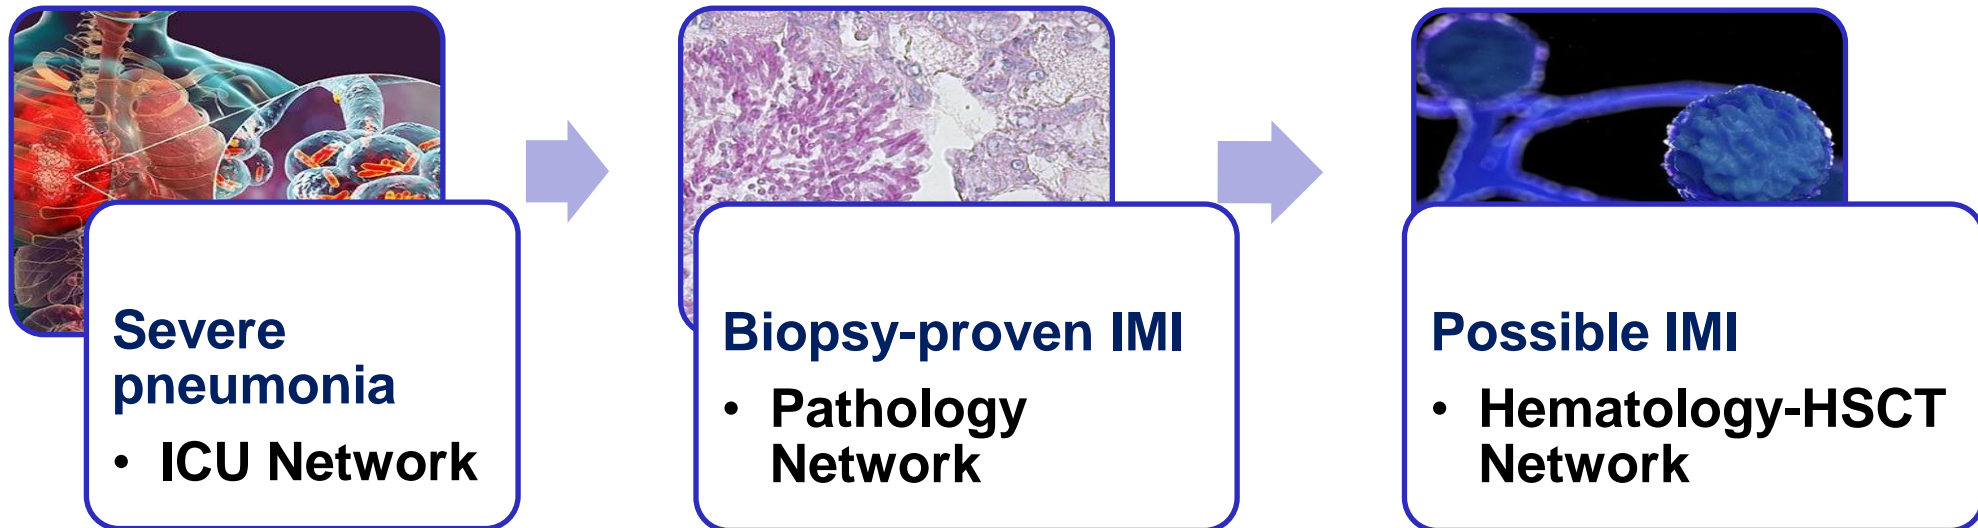 Severe
pneumonia
• ICU Network
Biopsy-proven IMI
• Pathology
Network
Possible IMI
• Hematology-HSCT
Network